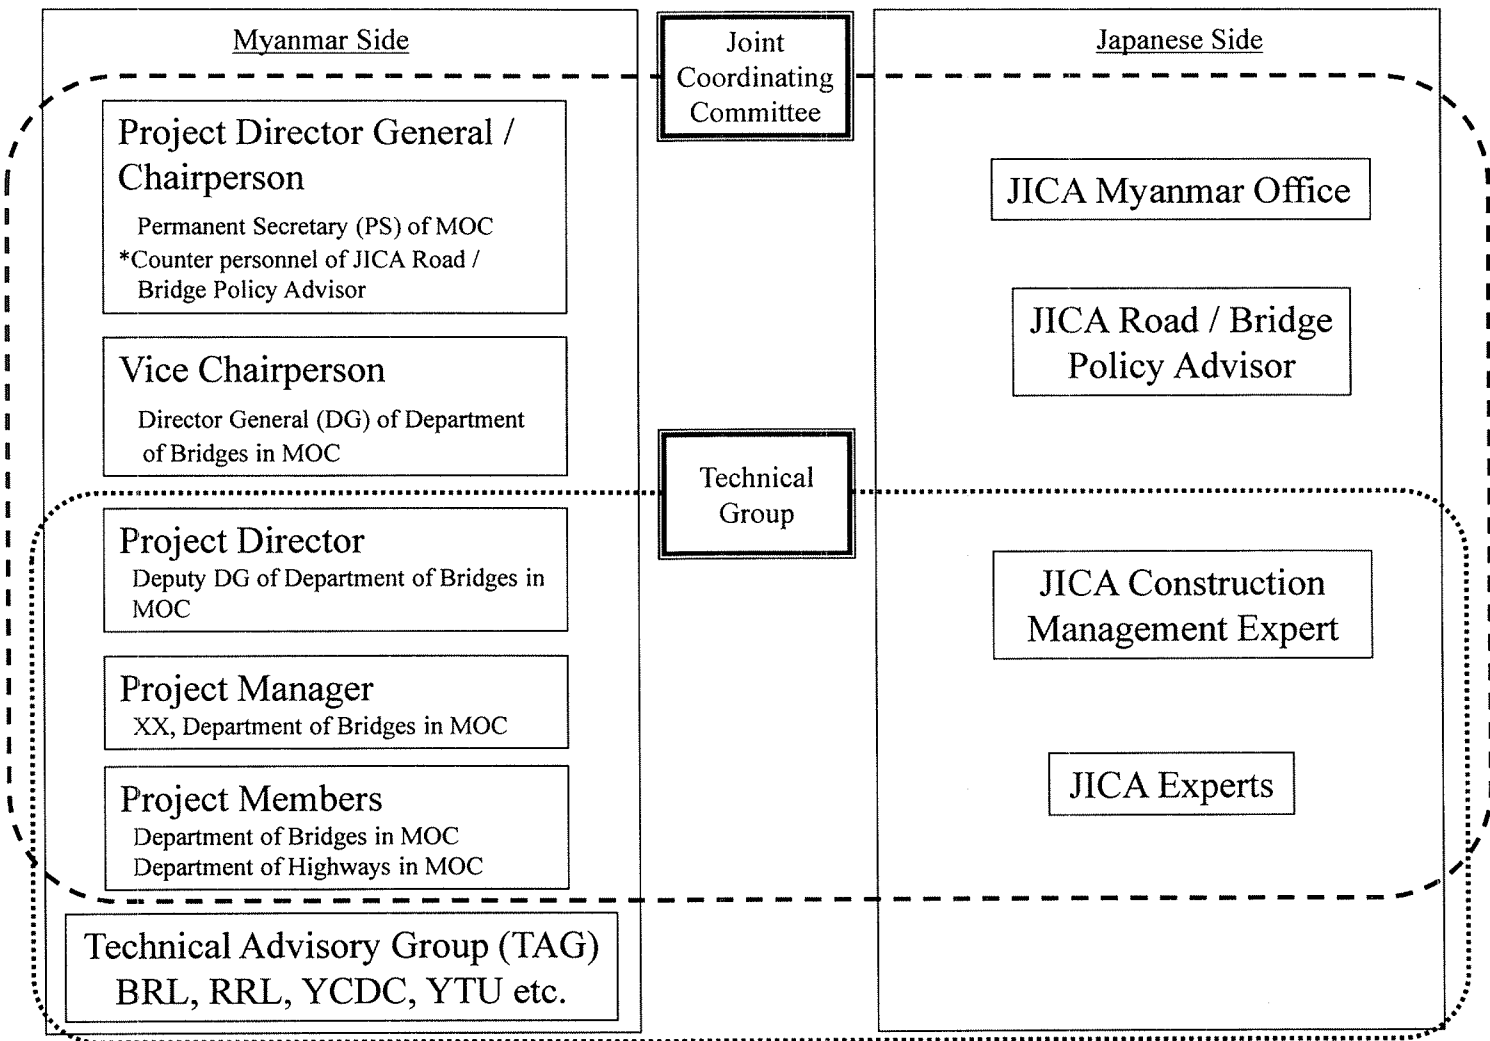 Myanmar Side
Project Director General /
Chairperson
Permanent Secretary (PS) of MOC
*Counter personnel of JICA Road /
Bridge Policy Advisor
Vice Chairperson
Director General (DG) of Department
of Bridges in MOC
Project Director
Deputy DG of Department of Bridges in
MOC
Project Manager
XX, Department of Bridges in MOC
Project Members
Department of Bridges in MOC
Department of Highways in MOC
Technical Advisory Group (TAG)
BRL, RRL, YCDC, YTU etc.
Joint
Coordinating
Committee
Technical
Group
Japanese Side
JICA Myanmar Office
JICA Road / Bridge
Policy Advisor
JICA Construction
Management Expert
JICA Experts